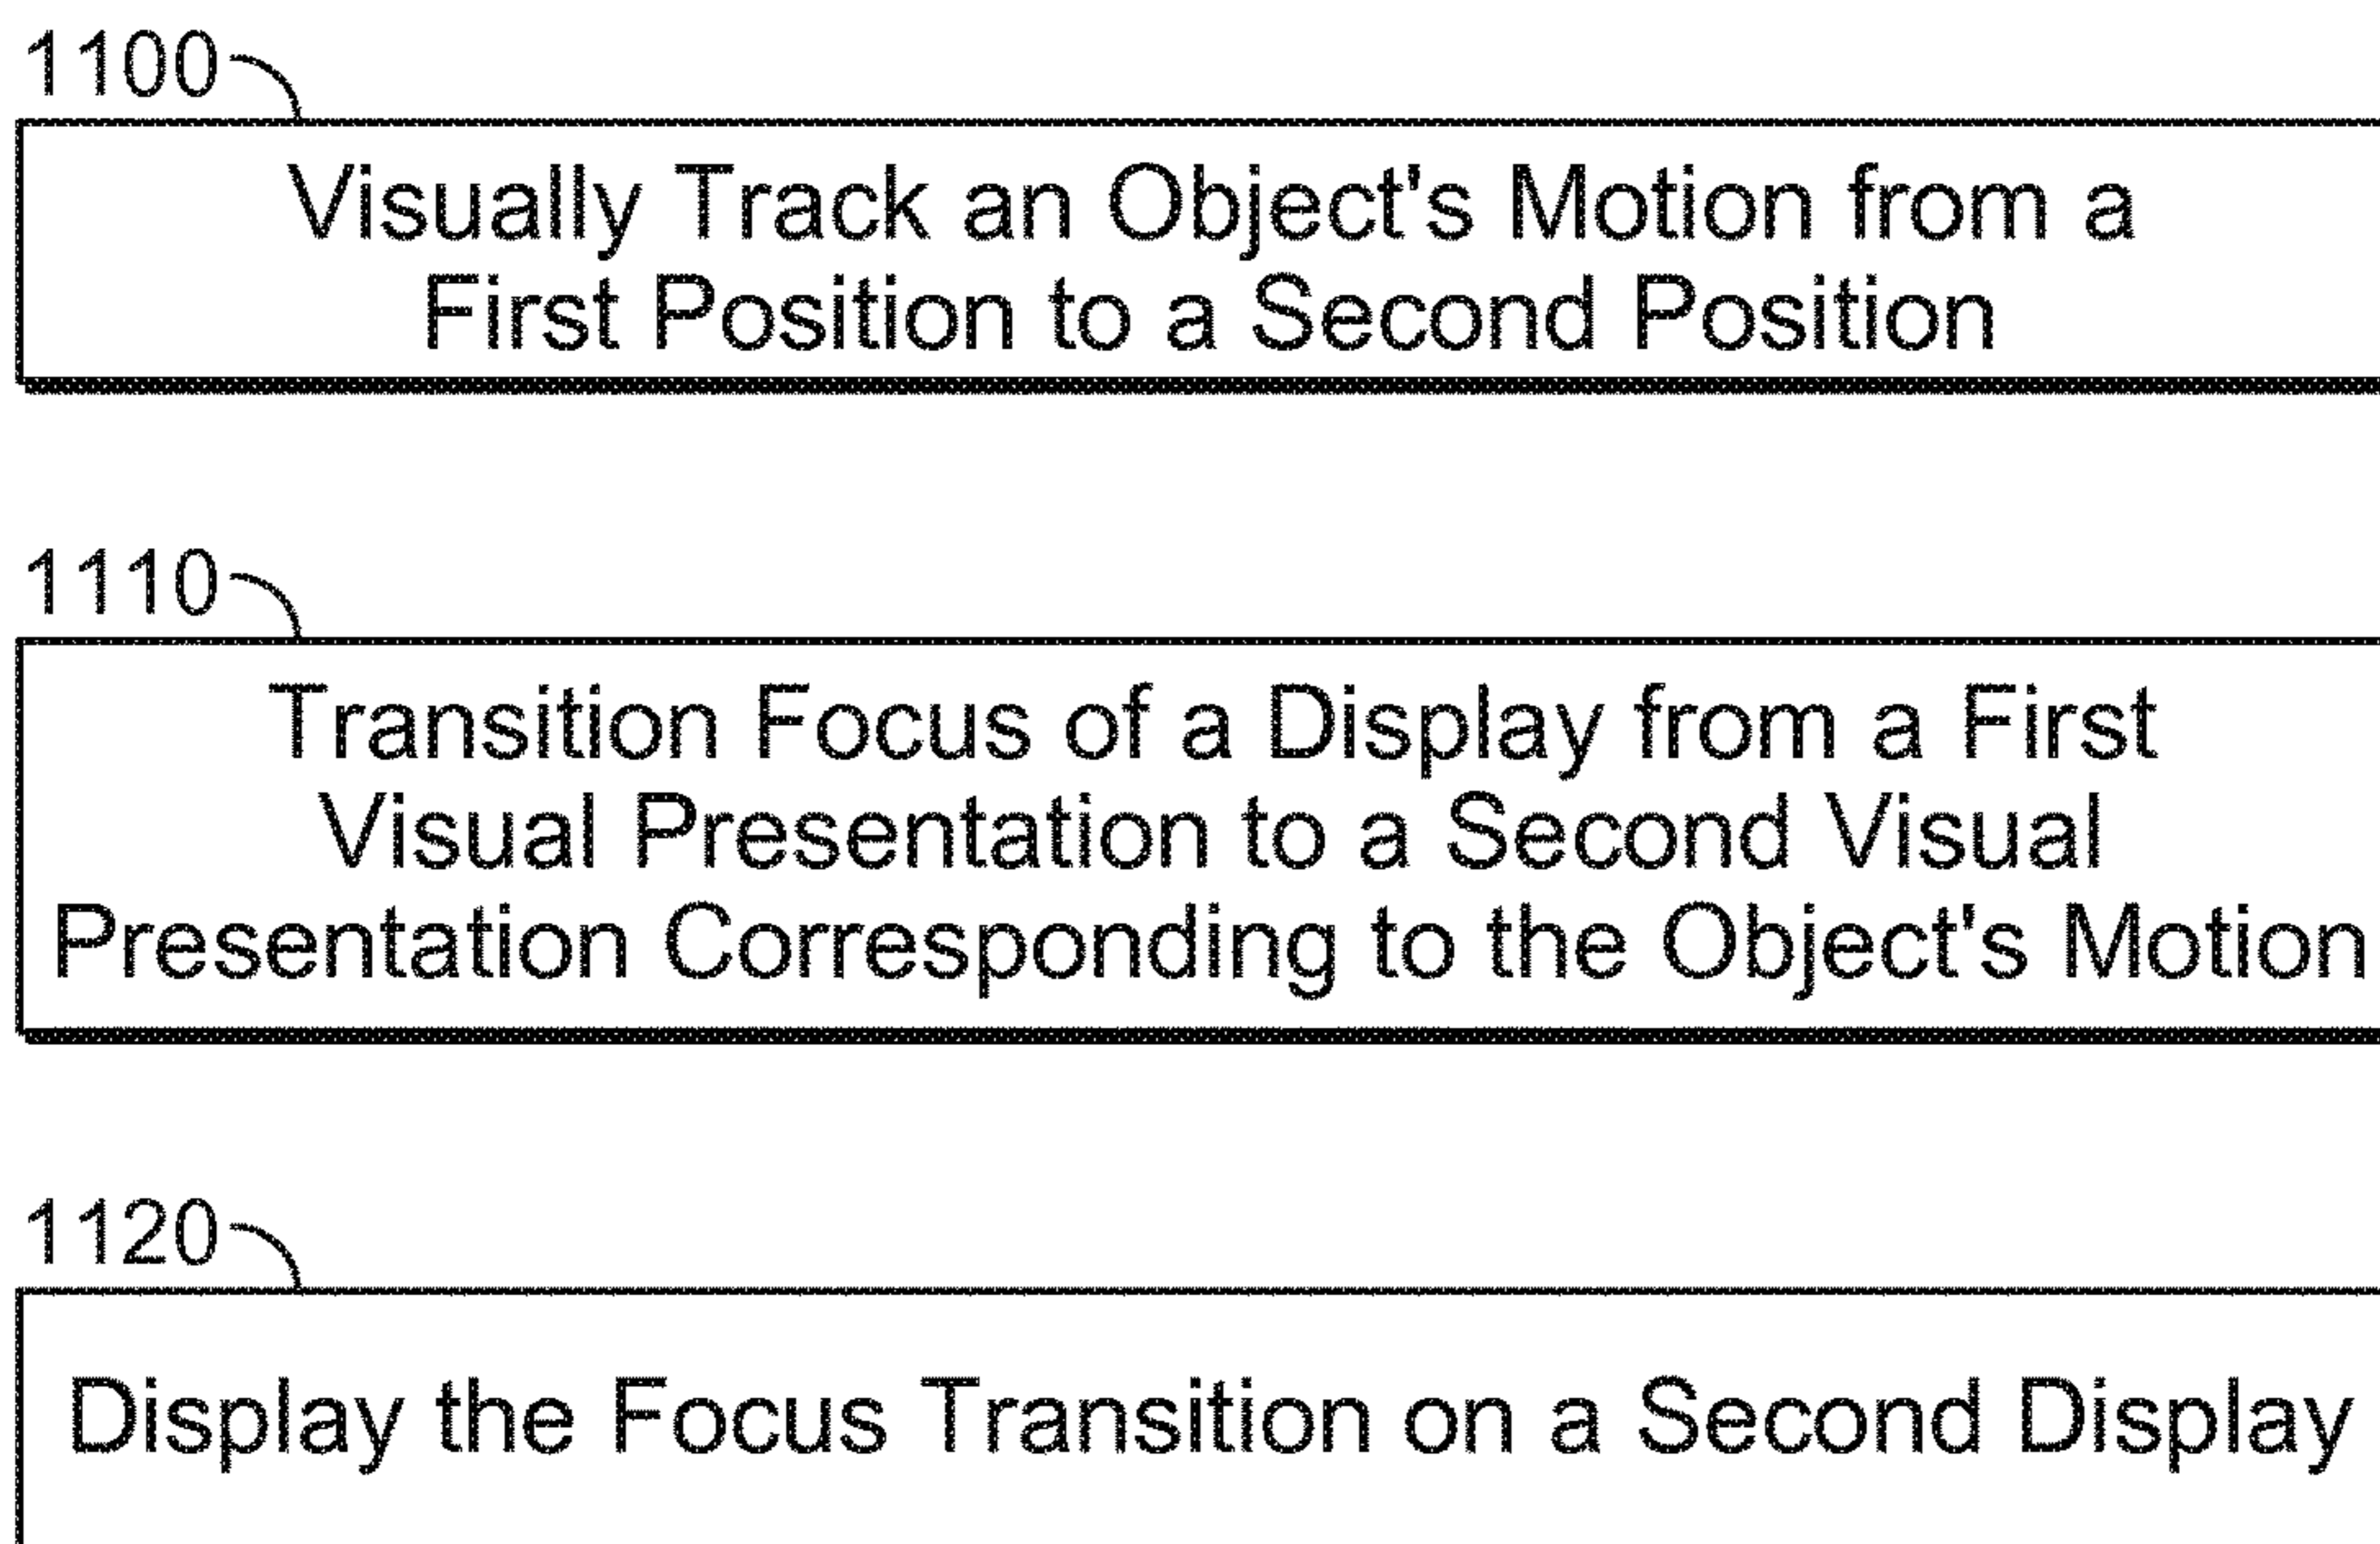 1100
Visually Track an Object's Motion from a
First Position to a Second Position
1110
Transition Focus of a Display from a First
Visual Presentation to a Second Visual
Presentation Corresponding to the Object's Motion
1120
Display the Focus Transition on a Second Display